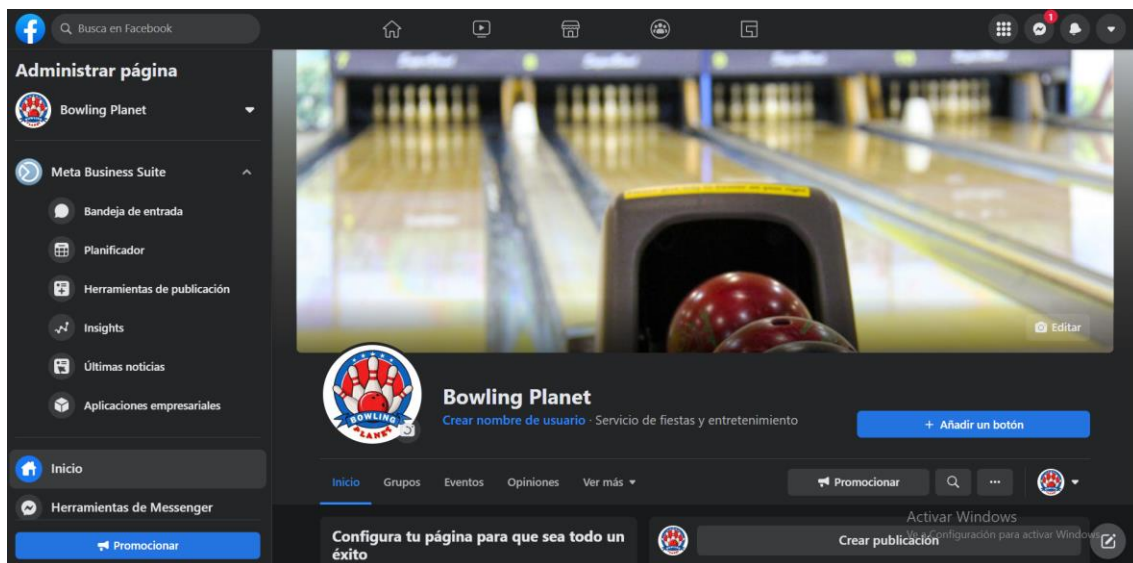 Busca en Facebook
1
Administrar página
Bowling Planet
Meta Business Suite
Bandeja de entrada
Planificador
Herramientas de publicación
Insights
Últimas noticias
Aplicaciones empresariales
Inicio
Herramientas de Messenger
Promocionar
Editar
BOWLING
PLANET
Bowling Planet
Crear nombre de usuario · Servicio de fiestas y entretenimiento
+ Añadir un botón
Inicio Grupos Eventos Opiniones Ver más
Promocionar
Configura tu página para que sea todo un
éxito
Crear publicación
Activar Windows
Ve a Configuración para activar Windows